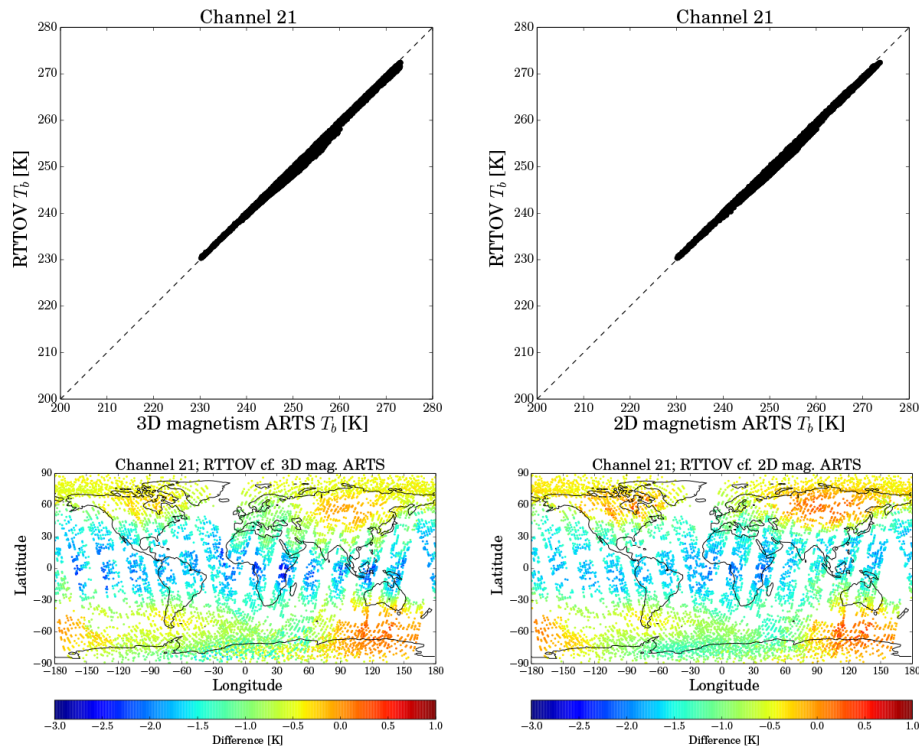 Channel 21
280
270
260
250
240
230
220
210
200
RTTOV Tb [K]
200 210 220 230 240 250 260 270 280
3D magnetism ARTS Tb [K]
Channel 21
280
270
260
250
240
230
220
210
200
RTTOV Tb [K]
200 210 220 230 240 250 260 270 280
2D magnetism ARTS Tb [K]
Channel 21; RTTOV cf. 3D mag. ARTS
90
60
30
0
−30
−60
−90
Latitude
−180 −150 −120 −90 −60 −30 0 30 60 90 120 150 180
Longitude
−3.0 −2.5 −2.0 −1.5 −1.0 −0.5 0.0 0.5 1.0
Difference [K]
Channel 21; RTTOV cf. 2D mag. ARTS
90
60
30
0
−30
−60
−90
Latitude
−180 −150 −120 −90 −60 −30 0 30 60 90 120 150 180
Longitude
−3.0 −2.5 −2.0 −1.5 −1.0 −0.5 0.0 0.5 1.0
Difference [K]